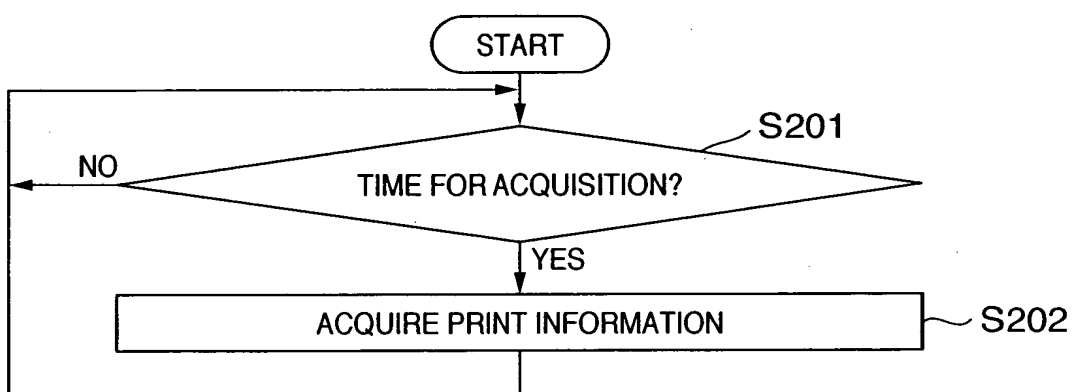 START
S201
NO
TIME FOR ACQUISITION?
YES
ACQUIRE PRINT INFORMATION
S202